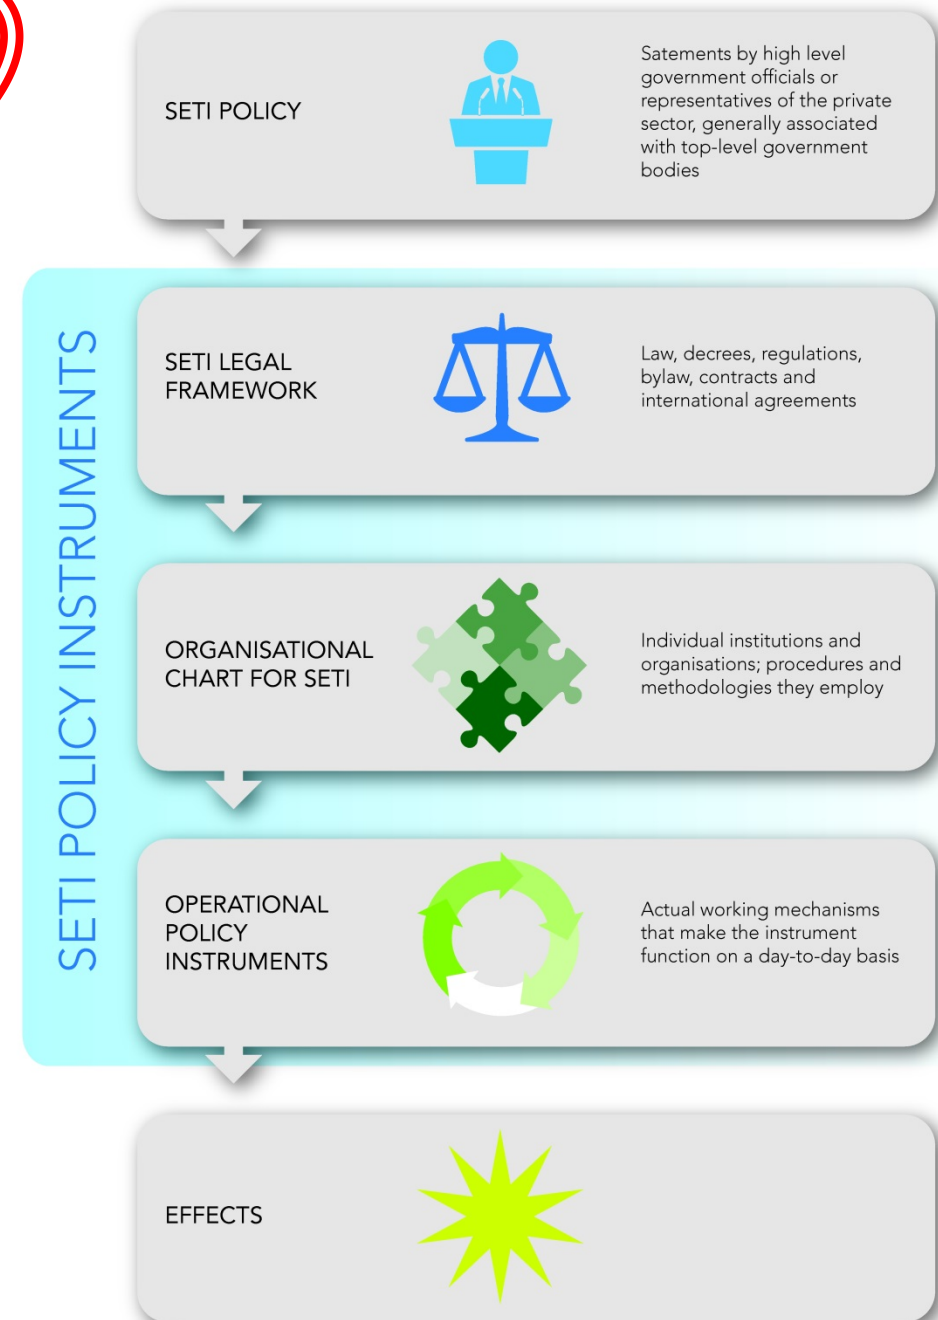 SETI POLICY
Satements by high level
government officials or
representatives of the private
sector, generally associated
with top-level government
bodies
SETI POLICY INSTRUMENTS
SETI LEGAL
FRAMEWORK
Law, decrees, regulations,
bylaw, contracts and
international agreements
ORGANISATIONAL
CHART FOR SETI
Individual institutions and
organisations; procedures and
methodologies they employ
OPERATIONAL
POLICY
INSTRUMENTS
Actual working mechanisms
that make the instrument
function on a day-to-day basis
EFFECTS